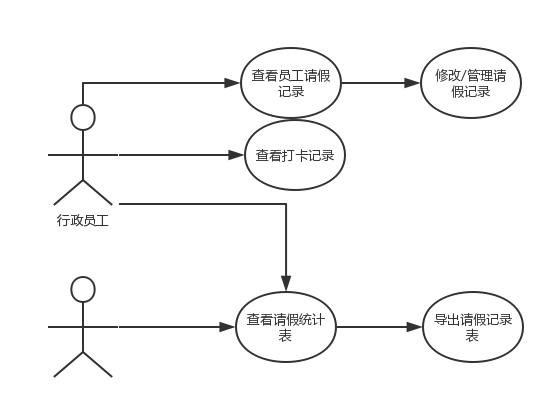 查看员工请假
记录
修改/管理请
假记录
查看打卡记录
行政员工
查看请假统计
表
导出请假记录
表